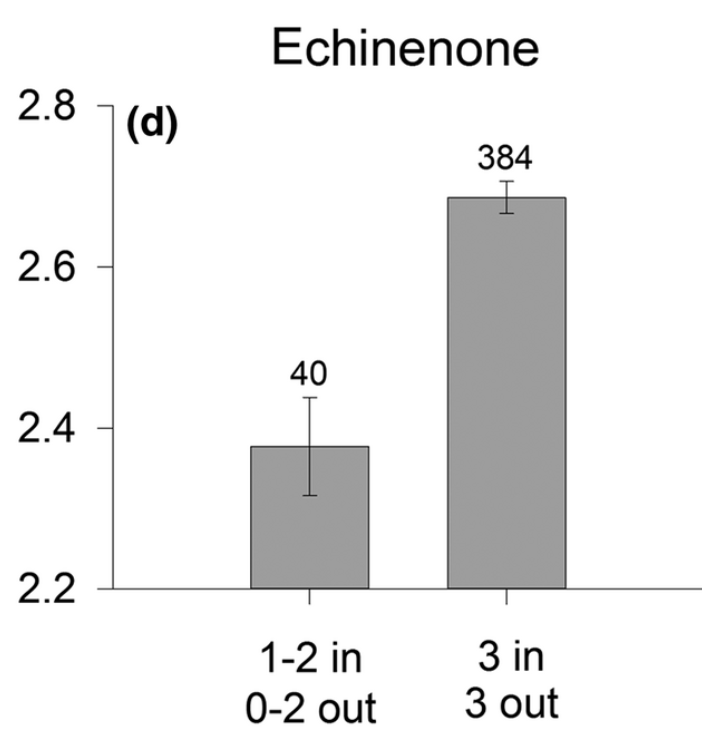 Echinenone
2.8
(d)
384
2.6
40
2.4
2.2
1-2 in
0-2 out
3 in
3 out